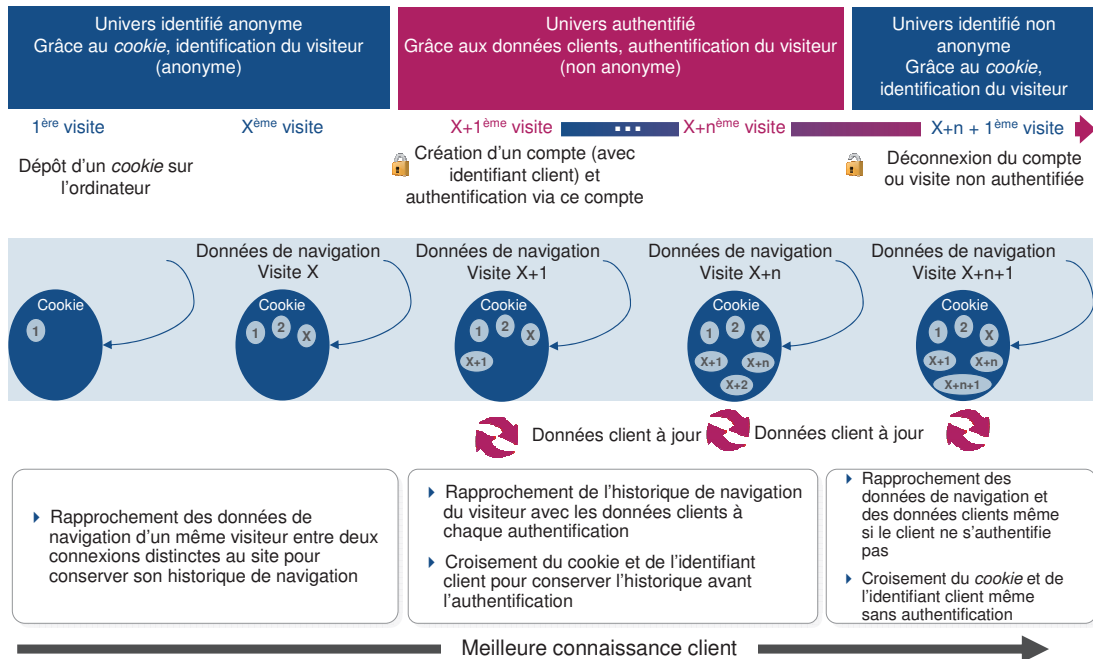 Univers identifié anonyme
Grâce au cookie, identification du visiteur
(anonyme)
Univers authentifié
Grâce aux données clients, authentification du visiteur
(non anonyme)
Univers identifié non
anonyme
Grâce au cookie,
identification du visiteur
1ère visite
Xème visite
X+1ème visite
...
X+nème visite
X+n + 1ème visite
Dépôt d'un cookie sur
l'ordinateur
Création d'un compte (avec
identifiant client) et
authentification via ce compte
Déconnexion du compte
ou visite non authentifiée
Données de navigation
Visite X
Données de navigation
Visite X+1
Données de navigation
Visite X+n
Données de navigation
Visite X+n+1
Cookie
1
Cookie
1 2 X
Cookie
1 2 X
X+1
Cookie
1 2 X
X+1 X+n
X+2
Cookie
1 2 X
X+1 X+n
X+n+1
Données client à jour
Données client à jour
Rapprochement des données de
navigation d'un même visiteur entre deux
connexions distinctes au site pour
conserver son historique de navigation
Rapprochement de l'historique de navigation
du visiteur avec les données clients à
chaque authentification
Croisement du cookie et de l'identifiant
client pour conserver l'historique avant
l'authentification
Rapprochement des
données de navigation et
des données clients même
si le client ne s'authentifie
pas
Croisement du cookie et de
l'identifiant client même
sans authentification
Meilleure connaissance client